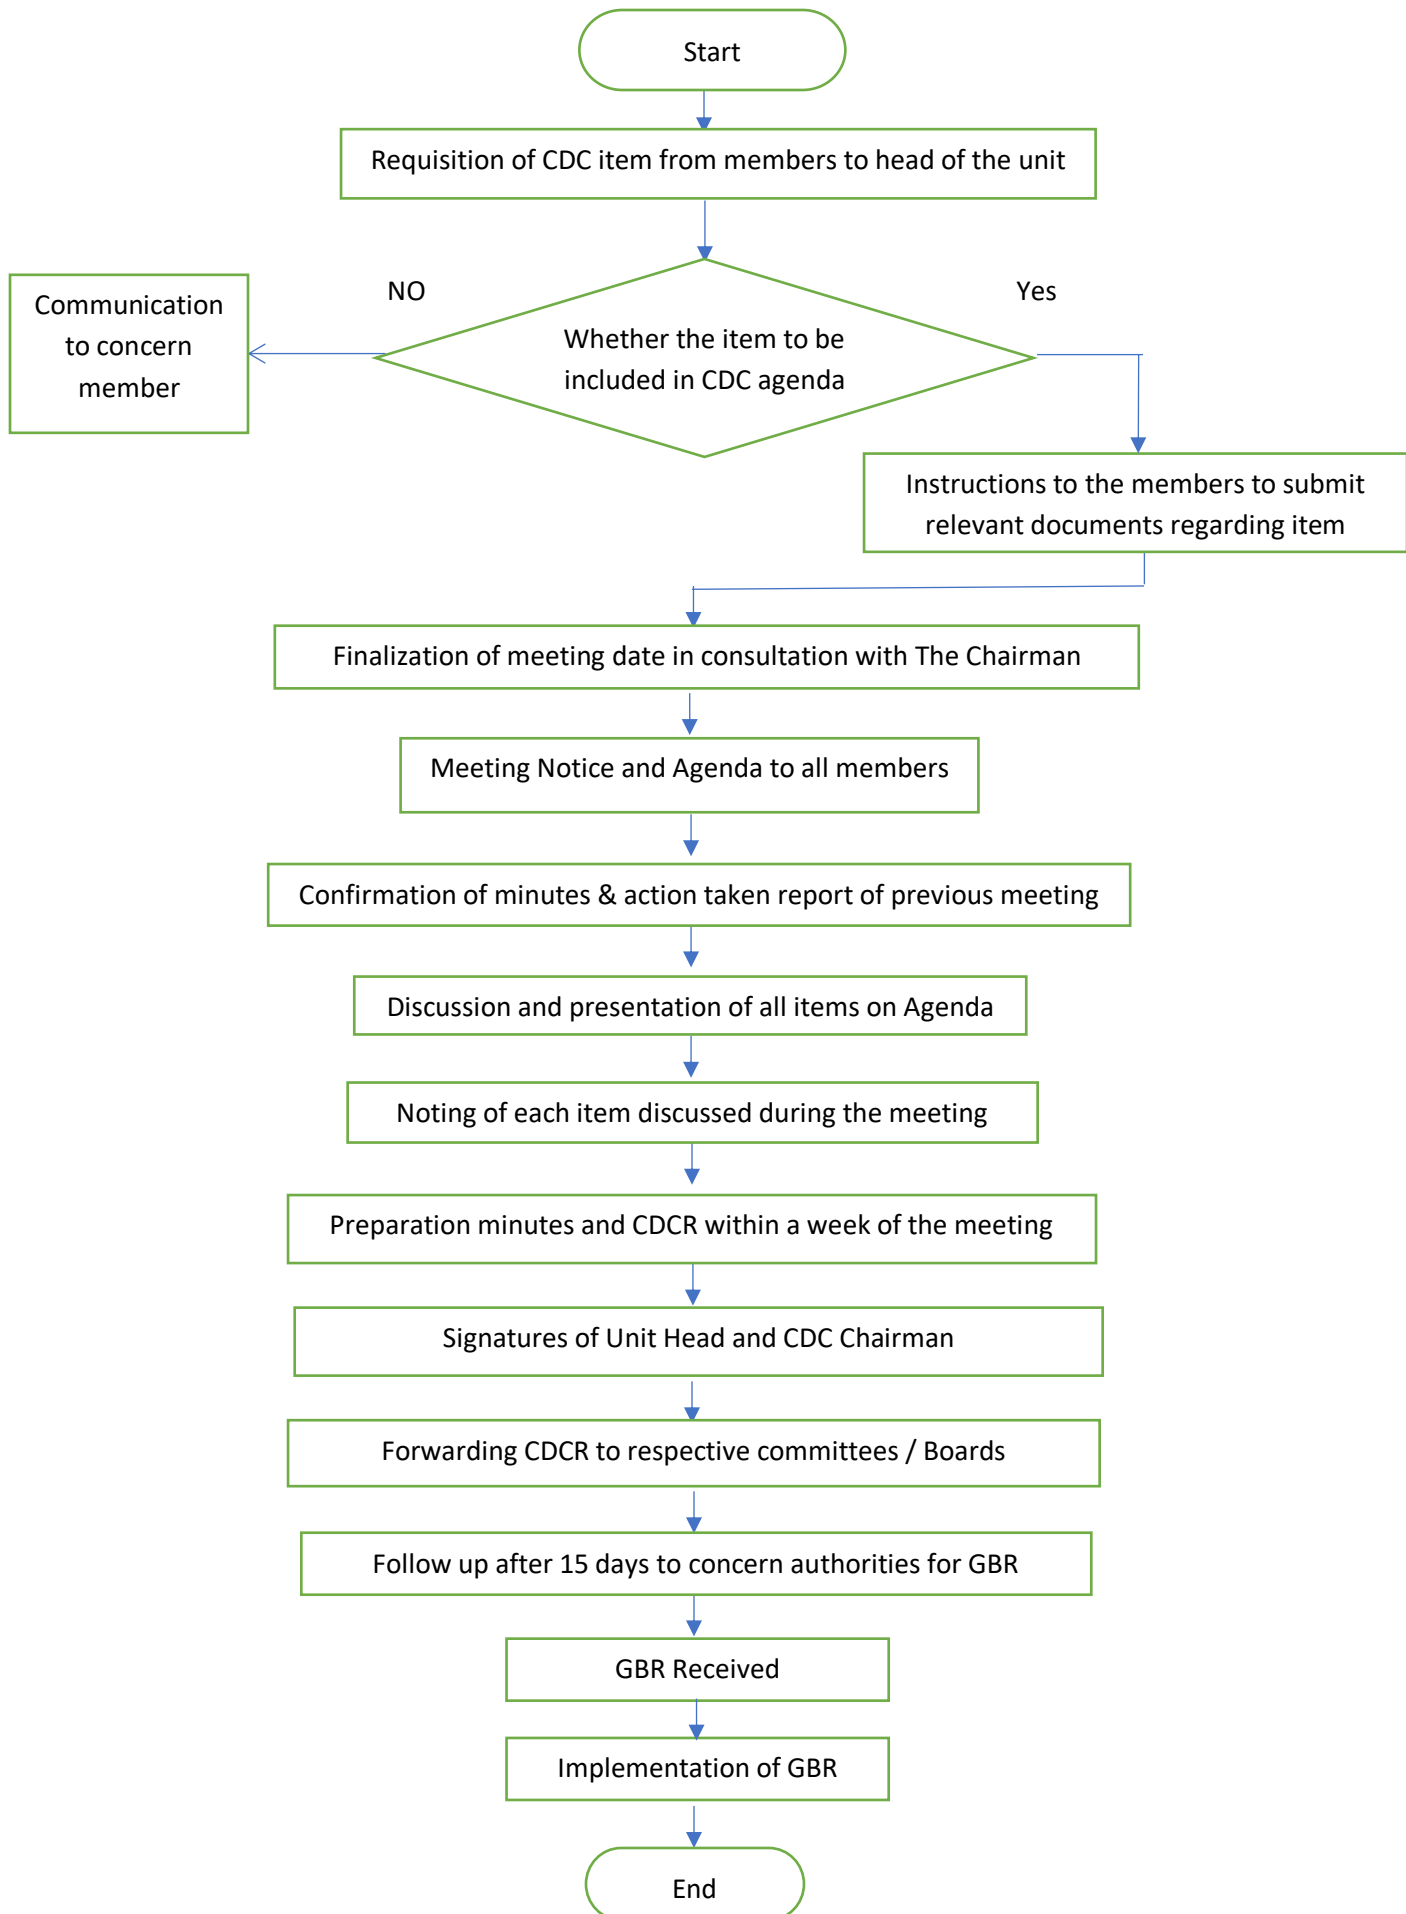 Start
Requisition of CDC item from members to head of the unit
NO
Yes
Communication
to concern
member
Whether the item to be
included in CDC agenda
Instructions to the members to submit
relevant documents regarding item
Finalization of meeting date in consultation with The Chairman
Meeting Notice and Agenda to all members
Confirmation of minutes & action taken report of previous meeting
Discussion and presentation of all items on Agenda
Noting of each item discussed during the meeting
Preparation minutes and CDCR within a week of the meeting
Signatures of Unit Head and CDC Chairman
Forwarding CDCR to respective committees / Boards
Follow up after 15 days to concern authorities for GBR
GBR Received
Implementation of GBR
End